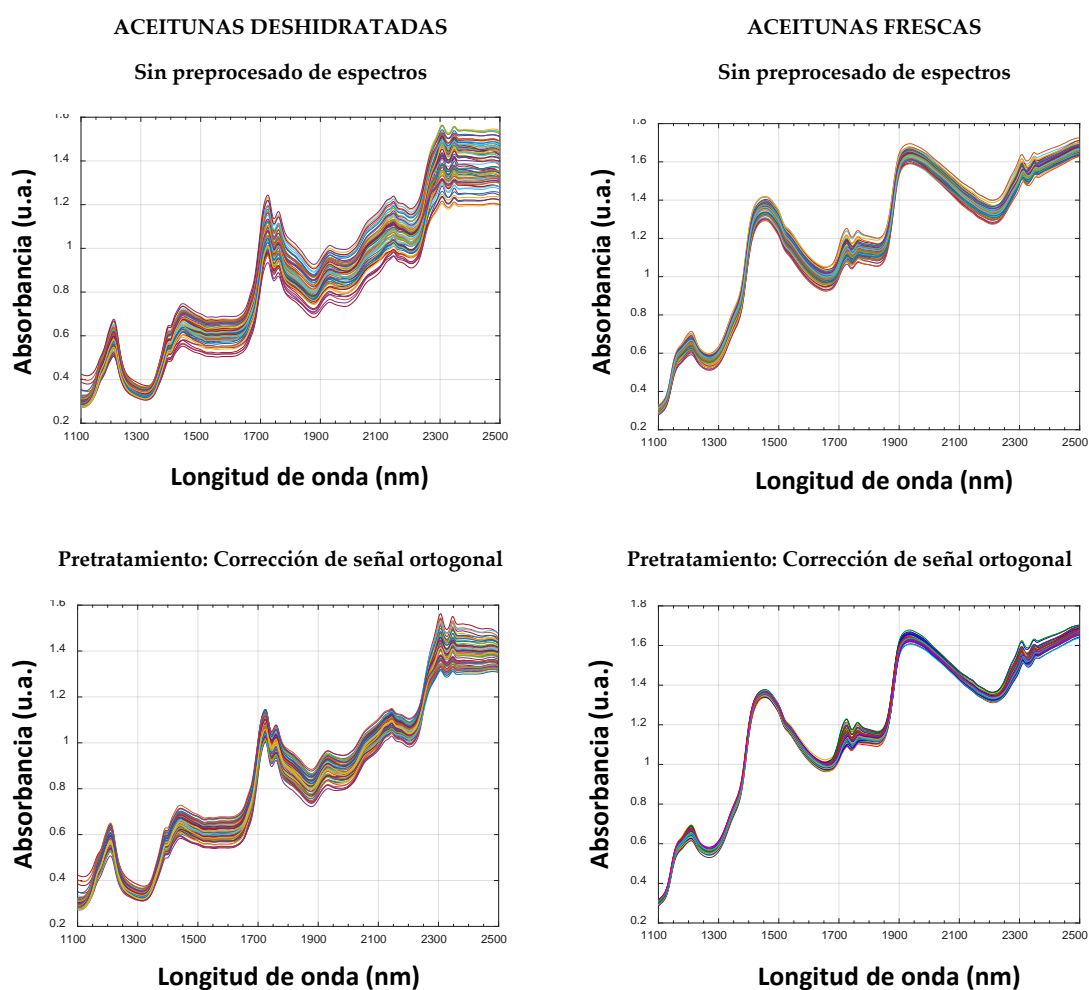 ACEITUNAS DESHIDRATADAS
Sin preprocesado de espectros
1.6
1.4
1.2
1
0.8
0.6
0.4
0.2
Absorbancia (u.a.)
1100 1300 1500 1700 1900 2100 2300 2500
Longitud de onda (nm)
ACEITUNAS FRESCAS
Sin preprocesado de espectros
1.8
1.6
1.4
1.2
1
0.8
0.6
0.4
0.2
Absorbancia (u.a.)
1100 1300 1500 1700 1900 2100 2300 2500
Longitud de onda (nm)
Pretratamiento: Corrección de señal ortogonal
1.6
1.4
1.2
1
0.8
0.6
0.4
0.2
Absorbancia (u.a.)
1100 1300 1500 1700 1900 2100 2300 2500
Longitud de onda (nm)
Pretratamiento: Corrección de señal ortogonal
1.8
1.6
1.4
1.2
1
0.8
0.6
0.4
0.2
Absorbancia (u.a.)
1100 1300 1500 1700 1900 2100 2300 2500
Longitud de onda (nm)